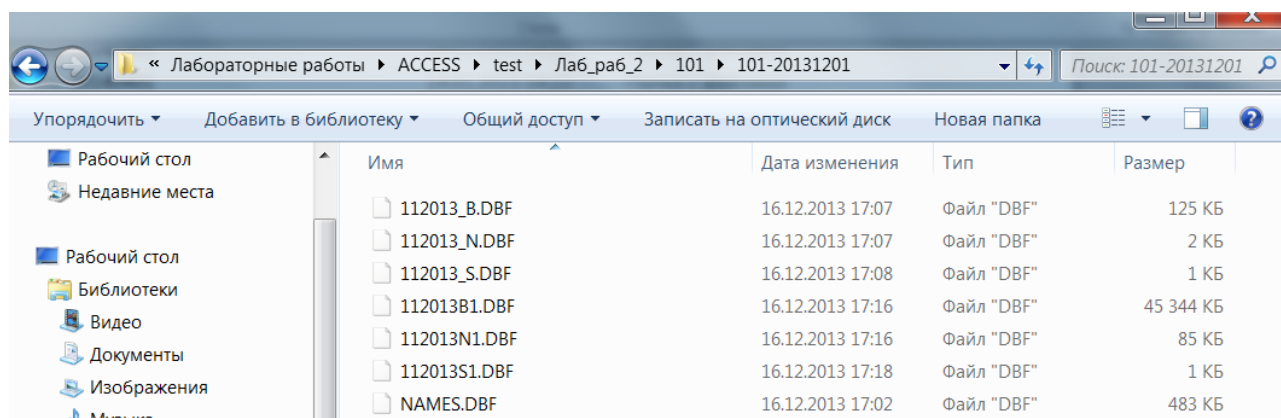 « Лабораторные работы ▸ ACCESS ▸ test ▸ Лаб_раб_2 ▸ 101 ▸ 101-20131201 Поиск: 101-20131201
Упорядочить Добавить в библиотеку Общий доступ Записать на оптический диск Новая папка
Рабочий стол
Недавние места
Рабочий стол
Библиотеки
Видео
Документы
Изображения
Имя Дата изменения Тип Размер
112013_B.DBF 16.12.2013 17:07 Файл "DBF" 125 КБ
112013_N.DBF 16.12.2013 17:07 Файл "DBF" 2 КБ
112013_S.DBF 16.12.2013 17:08 Файл "DBF" 1 КБ
112013B1.DBF 16.12.2013 17:16 Файл "DBF" 45 344 КБ
112013N1.DBF 16.12.2013 17:16 Файл "DBF" 85 КБ
112013S1.DBF 16.12.2013 17:18 Файл "DBF" 1 КБ
NAMES.DBF 16.12.2013 17:02 Файл "DBF" 483 КБ